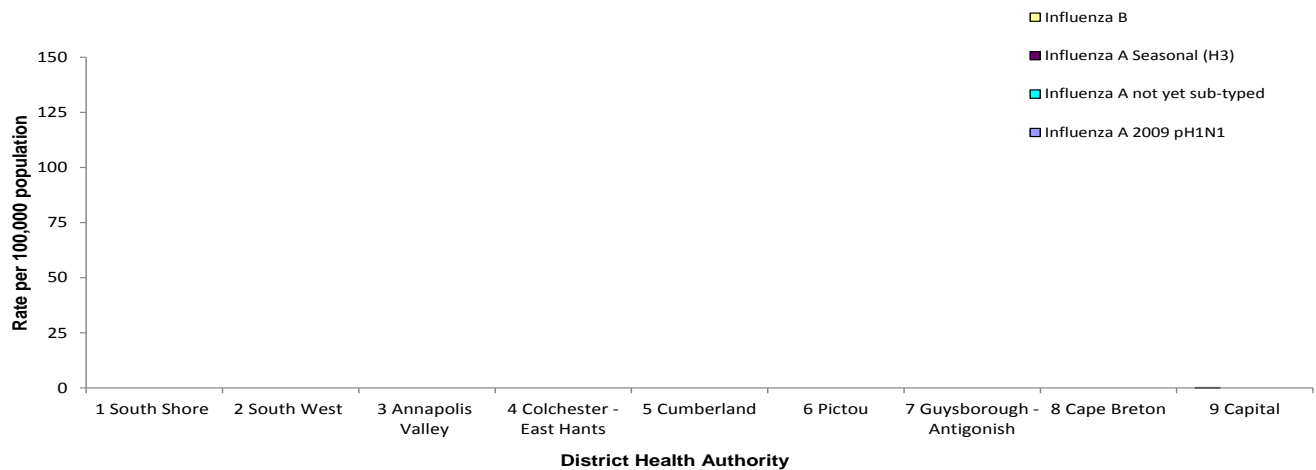 Influenza B
Influenza A Seasonal (H3)
Influenza A not yet sub-typed
Influenza A 2009 pH1N1
Rate per 100,000 population
150
125
100
75
50
25
0
1 South Shore
2 South West
3 Annapolis
Valley
4 Colchester -
East Hants
5 Cumberland
6 Pictou
7 Guysborough -
Antigonish
8 Cape Breton
9 Capital
District Health Authority